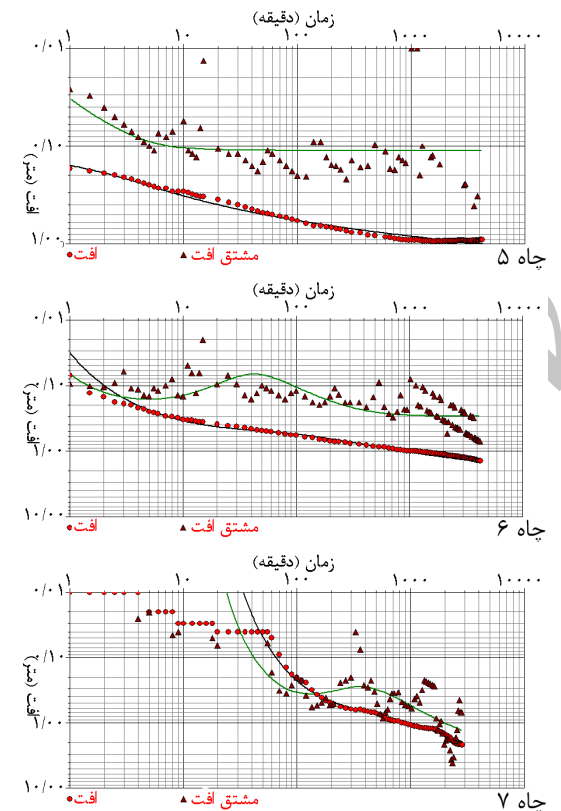 زمان (دقیقه)
۱ ۱۰ ۱۰۰ ۱۰۰۰ ۱۰۰۰۰
۰/۰۱
۰/۱۰
۱/۰۰
افت (متر)
افت مشتق افت چاه ۵
زمان (دقیقه)
۱ ۱۰ ۱۰۰ ۱۰۰۰ ۱۰۰۰۰
۰/۰۱
۰/۱۰
۱/۰۰
۱۰/۰۰
افت (متر)
افت مشتق افت چاه ۶
زمان (دقیقه)
۱ ۱۰ ۱۰۰ ۱۰۰۰ ۱۰۰۰۰
۰/۰۱
۰/۱۰
۱/۰۰
۱۰/۰۰
افت (متر)
افت مشتق افت چاه ۷